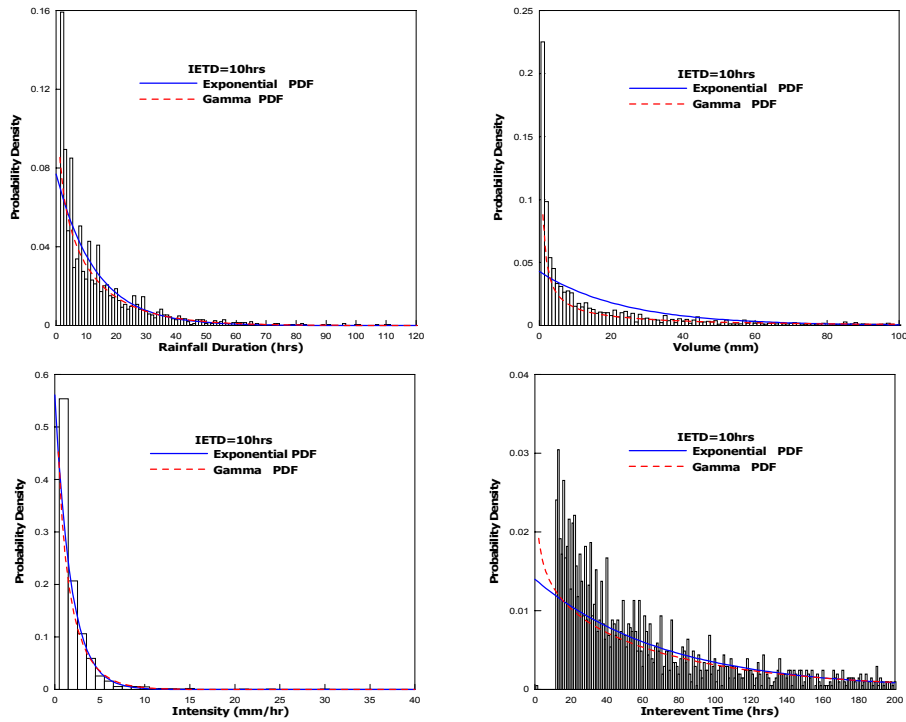 0.16
0.12
0.08
0.04
0
Probability Density
IETD=10hrs
Exponential PDF
Gamma PDF
0 10 20 30 40 50 60 70 80 90 100 120
Rainfall Duration (hrs)
0.25
0.2
0.15
0.1
0.05
0
Probability Density
IETD=10hrs
Exponential PDF
Gamma PDF
0 20 40 60 80 100
Volume (mm)
0.6
0.5
0.4
0.3
0.2
0.1
0
Probability Density
IETD=10hrs
Exponential PDF
Gamma PDF
0 5 10 15 20 25 30 35 40
Intensity (mm/hr)
0.04
0.03
0.02
0.01
0
Probability Density
IETD=10hrs
Exponential PDF
Gamma PDF
0 20 40 60 80 100 120 140 160 180 200
Interevent Time (hrs)